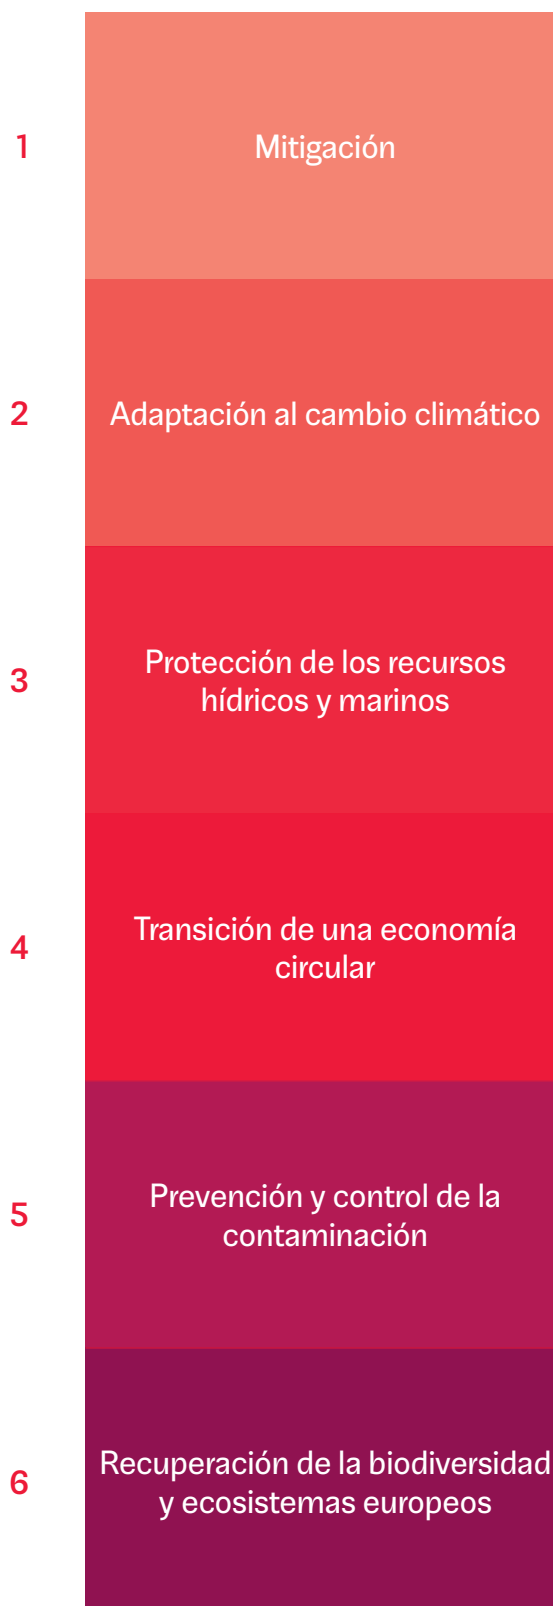 1
Mitigación
2
Adaptación al cambio climático
3
Protección de los recursos
hídricos y marinos
4
Transición de una economía
circular
5
Prevención y control de la
contaminación
6
Recuperación de la biodiversidad
y ecosistemas europeos